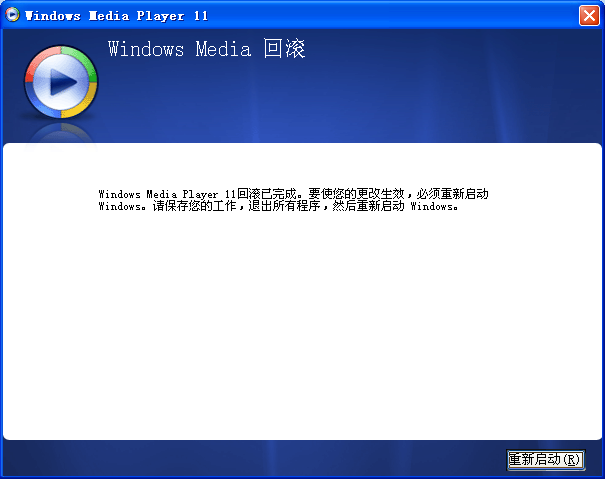 Windows Media Player 11
Windows Media 回滚
Windows Media Player 11回滚已完成。要使您的更改生效，必须重新启动
Windows。请保存您的工作，退出所有程序，然后重新启动 Windows。
重新启动(R)